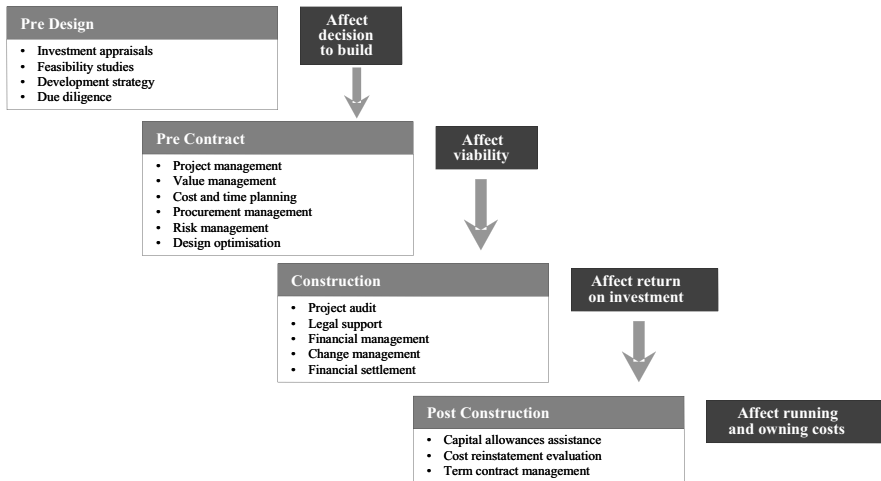 Pre Design
• Investment appraisals
• Feasibility studies
• Development strategy
• Due diligence
Affect
decision
to build
Pre Contract
• Project management
• Value management
• Cost and time planning
• Procurement management
• Risk management
• Design optimisation
Affect
viability
Construction
• Project audit
• Legal support
• Financial management
• Change management
• Financial settlement
Affect return
on investment
Post Construction
• Capital allowances assistance
• Cost reinstatement evaluation
• Term contract management
Affect running
and owning costs